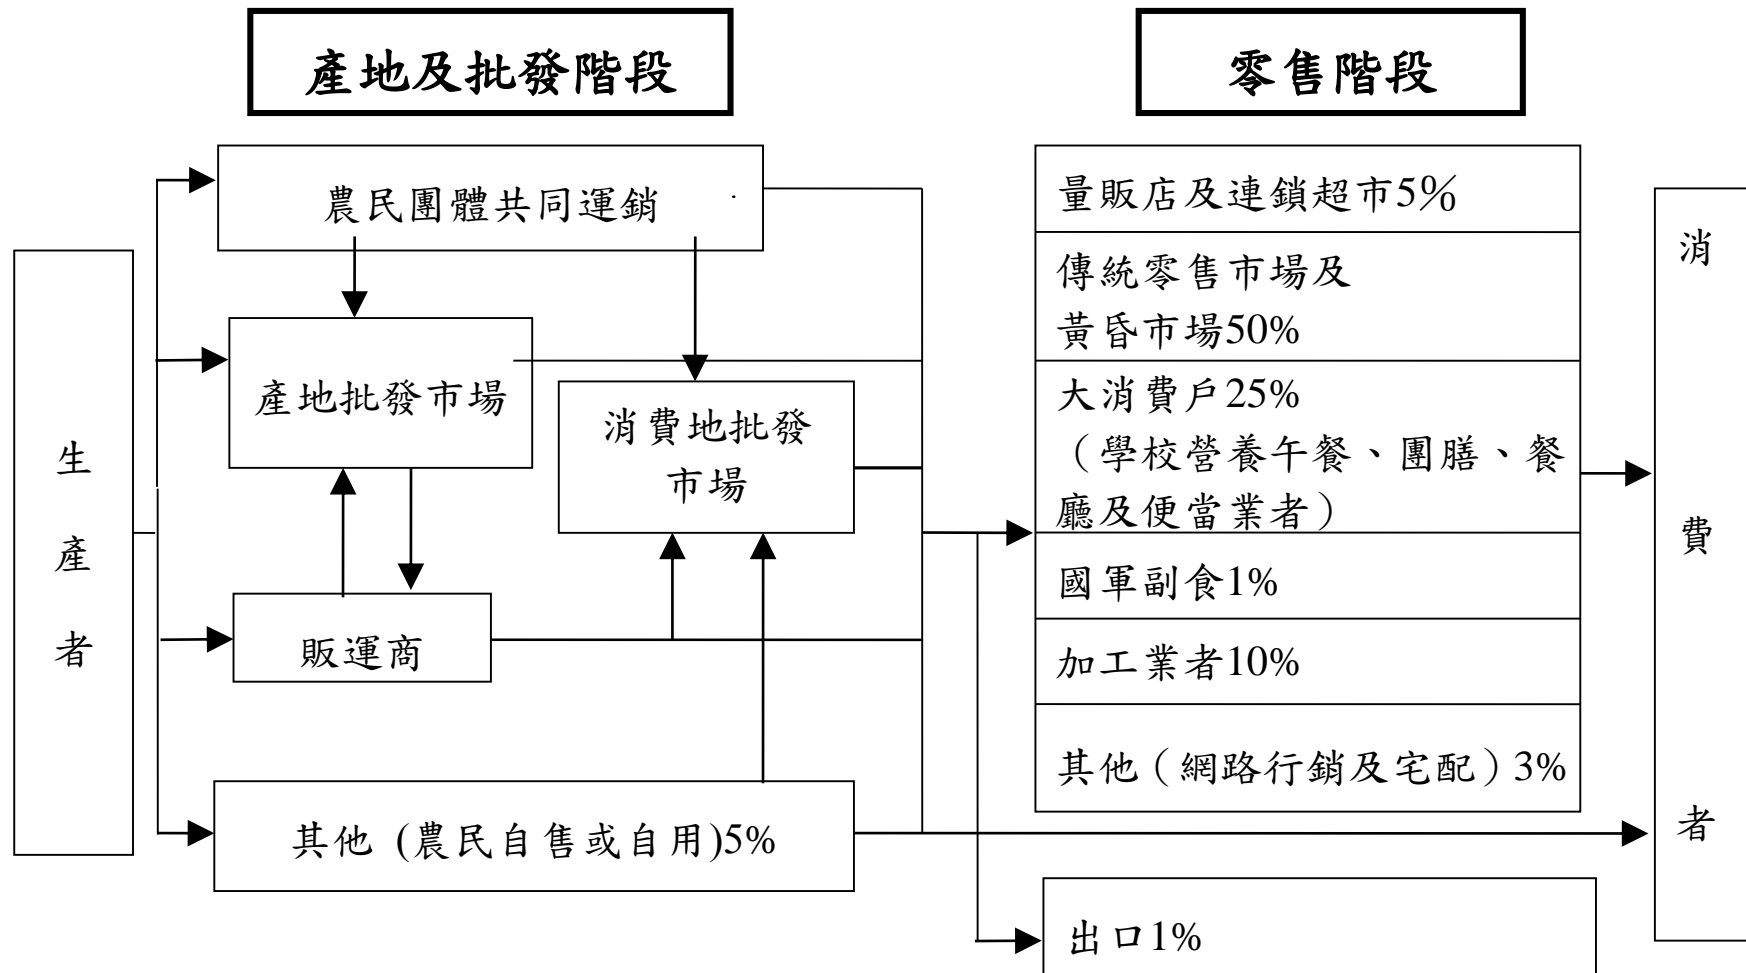 產地及批發階段
零售階段
生
產
者
農民團體共同運銷
產地批發市場
消費地批發
市場
販運商
其他 (農民自售或自用)5%
量販店及連鎖超市5%
傳統零售市場及
黃昏市場50%
大消費戶25%
（學校營養午餐、團膳、餐
廳及便當業者）
國軍副食1%
加工業者10%
其他（網路行銷及宅配）3%
出口1%
消
費
者